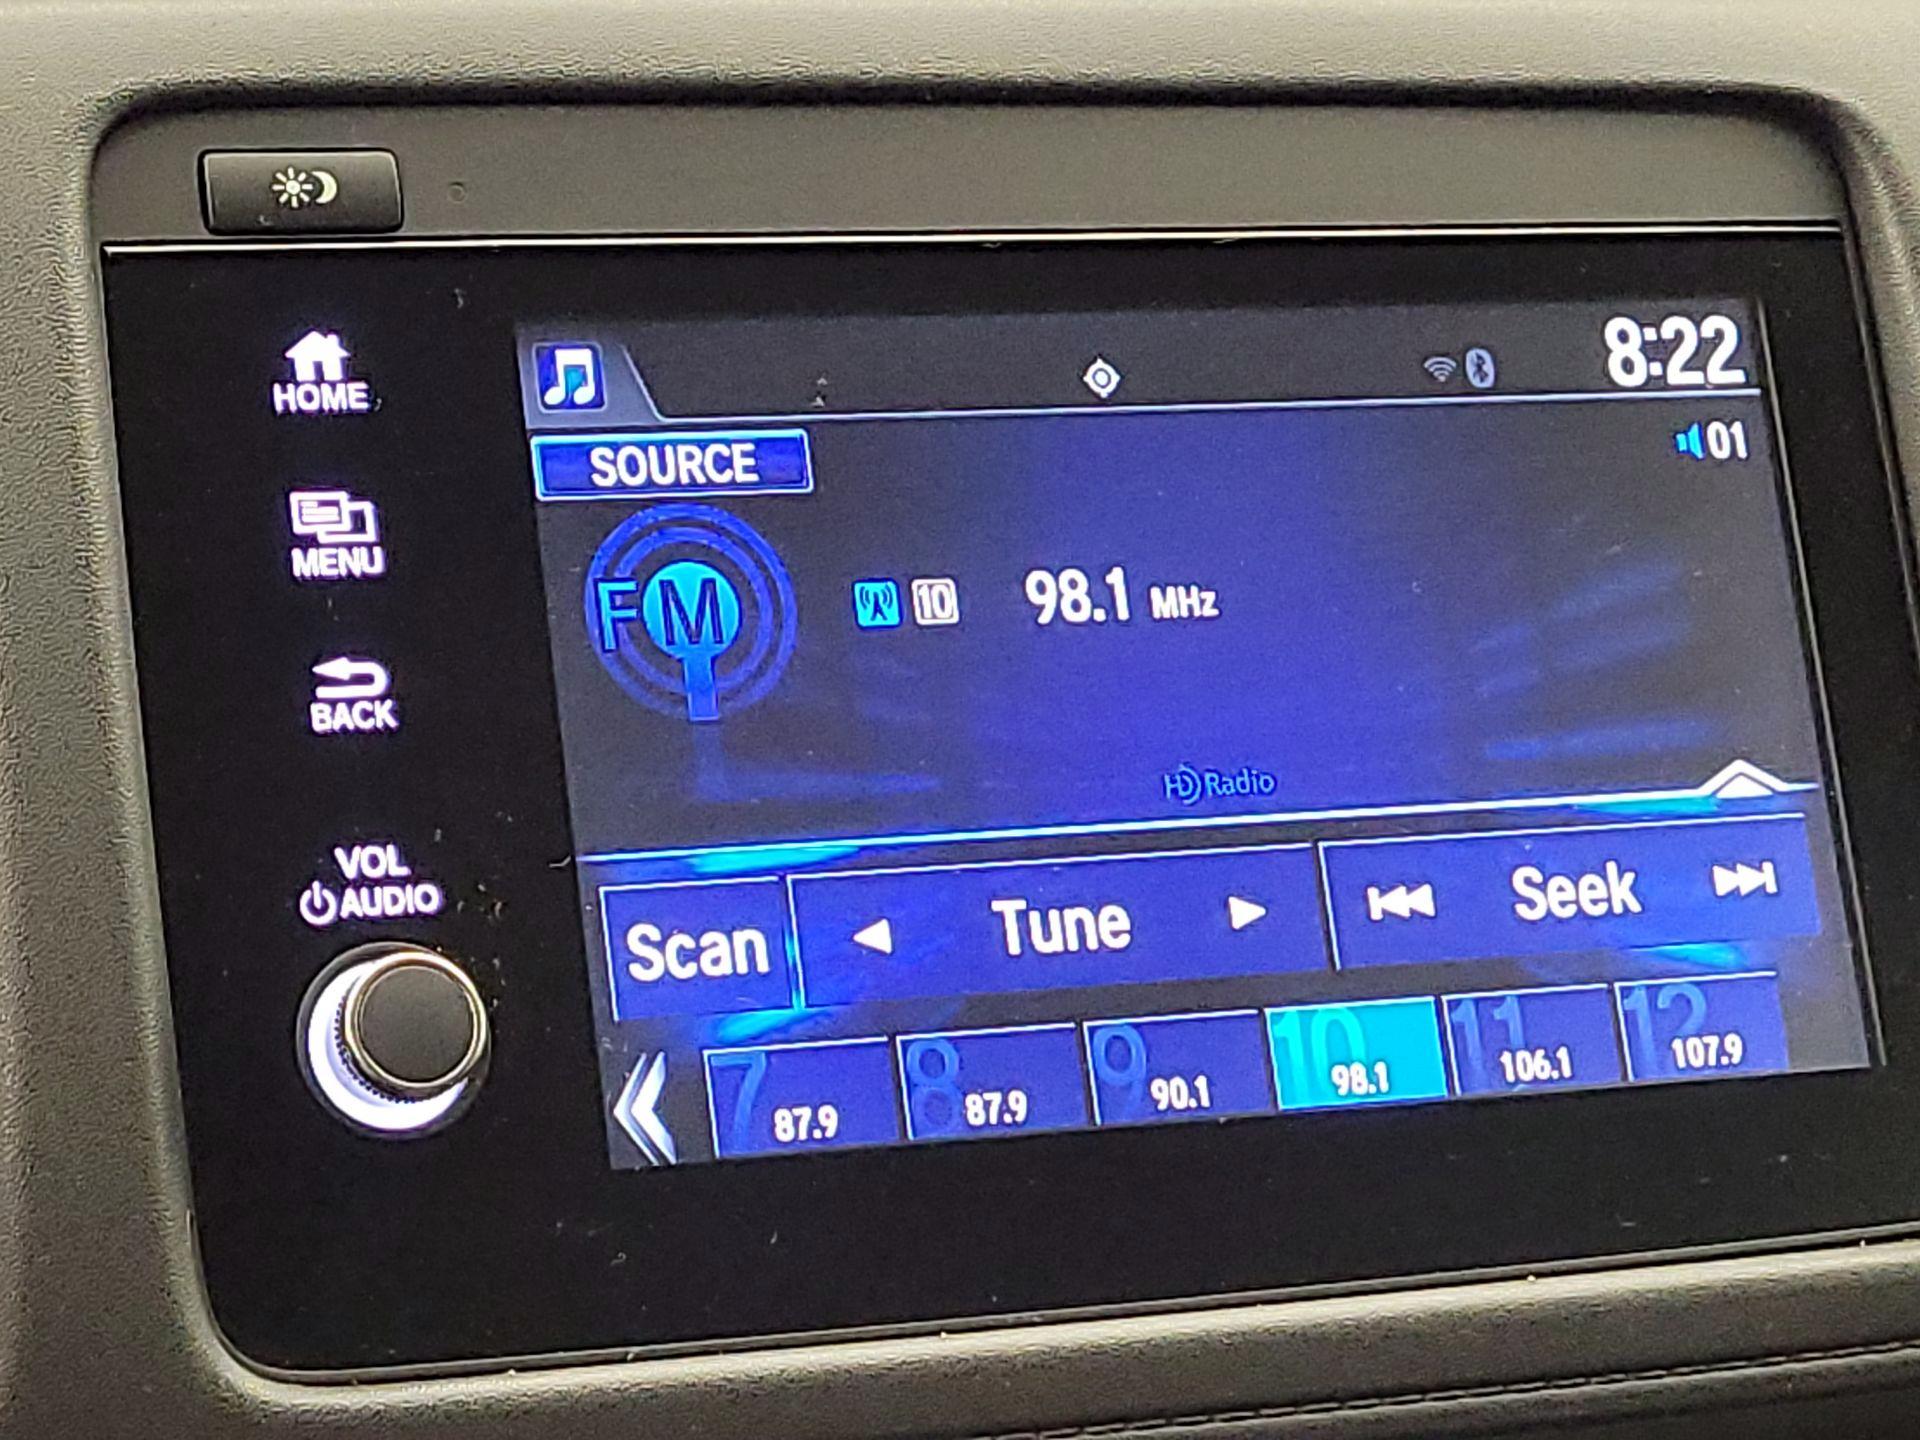 8:22
HOME
SOURCE
01
MENU
FM
10 98.1 MHz
BACK
HD Radio
VOL
AUDIO
Scan
Tune
Seek
7 87.9
8 87.9
9 90.1
10 98.1
11 106.1
12 107.9